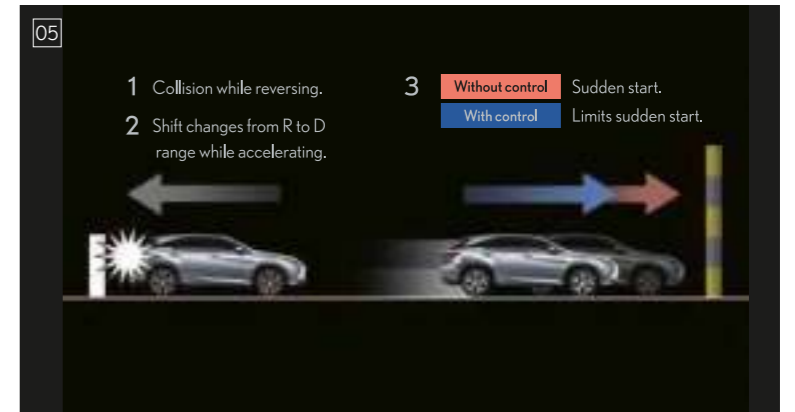 05
1 Collision while reversing.
2 Shift changes from R to D
range while accelerating.
3 Without control Sudden start.
With control Limits sudden start.